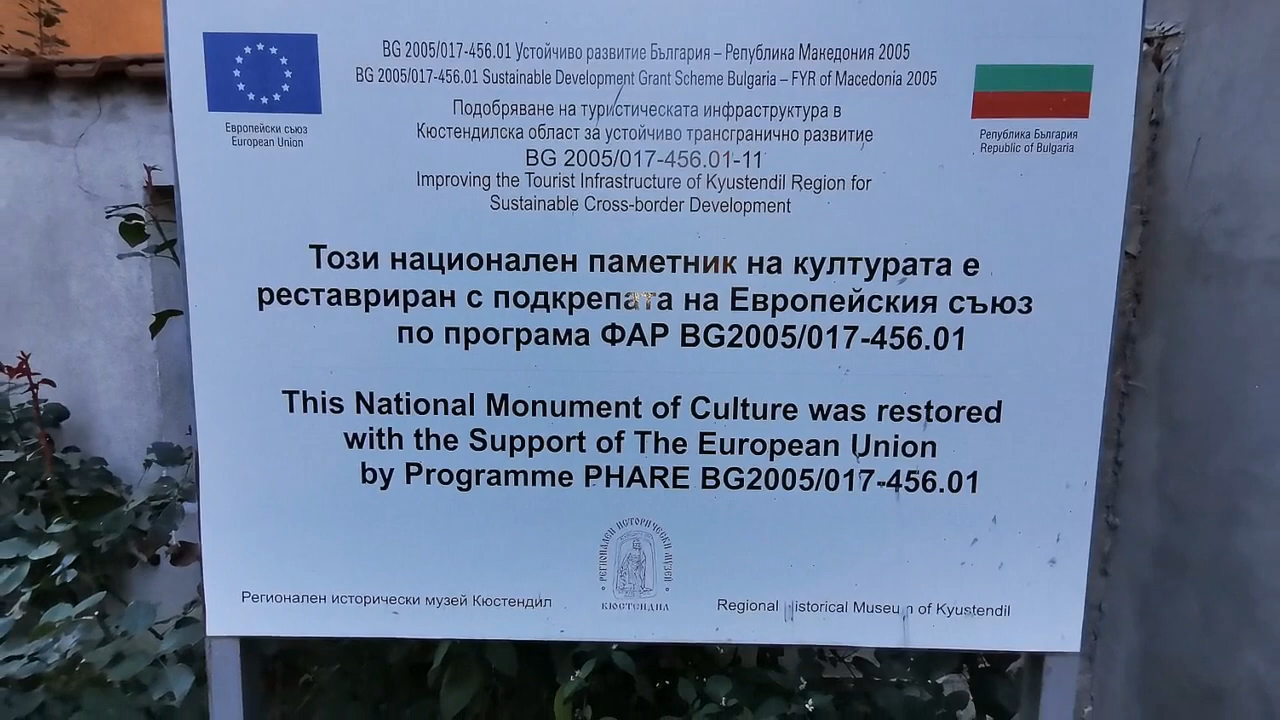 BG 2005/017-456.01 Устойчиво развитие България – Република Македония 2005
BG 2005/017-456.01 Sustainable Development Grant Scheme Bulgaria – FYR of Macedonia 2005
Европейски съюз
European Union
Подобряване на туристическата инфраструктура в
Кюстендилска област за устойчиво трансгранично развитие
BG 2005/017-456.01-11
Improving the Tourist Infrastructure of Kyustendil Region for
Sustainable Cross-border Development
Република България
Republic of Bulgaria
Този национален паметник на културата е
реставриран с подкрепата на Европейския съюз
по програма ФАР BG2005/017-456.01
This National Monument of Culture was restored
with the Support of The European Union
by Programme PHARE BG2005/017-456.01
РЕГИОНАЛЕН ИСТОРИЧЕСКИ МУЗЕЙ
КЮСТЕНДИЛ
Регионален исторически музей Кюстендил
Regional Historical Museum of Kyustendil